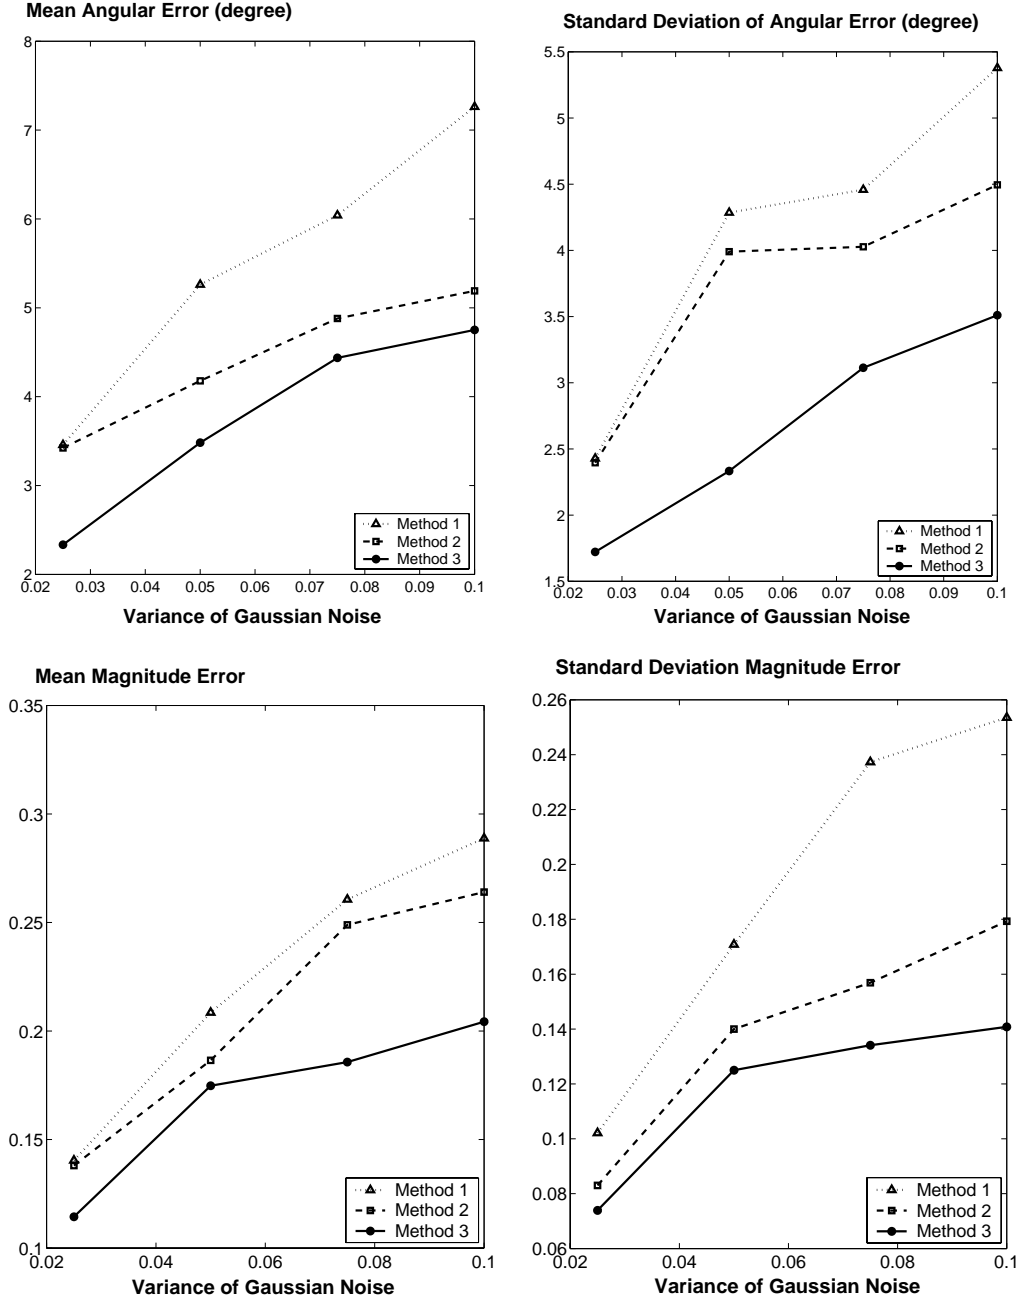 Mean Angular Error (degree)
8
7
6
5
4
3
2
0.02 0.03 0.04 0.05 0.06 0.07 0.08 0.09 0.1
Method 1
Method 2
Method 3
Variance of Gaussian Noise
Standard Deviation of Angular Error (degree)
5.5
5
4.5
4
3.5
3
2.5
2
1.5
0.02 0.03 0.04 0.05 0.06 0.07 0.08 0.09 0.1
Method 1
Method 2
Method 3
Variance of Gaussian Noise
Mean Magnitude Error
0.35
0.3
0.25
0.2
0.15
0.1
0.02 0.04 0.06 0.08 0.1
Method 1
Method 2
Method 3
Variance of Gaussian Noise
Standard Deviation Magnitude Error
0.26
0.24
0.22
0.2
0.18
0.16
0.14
0.12
0.1
0.08
0.06
0.02 0.04 0.06 0.08 0.1
Method 1
Method 2
Method 3
Variance of Gaussian Noise